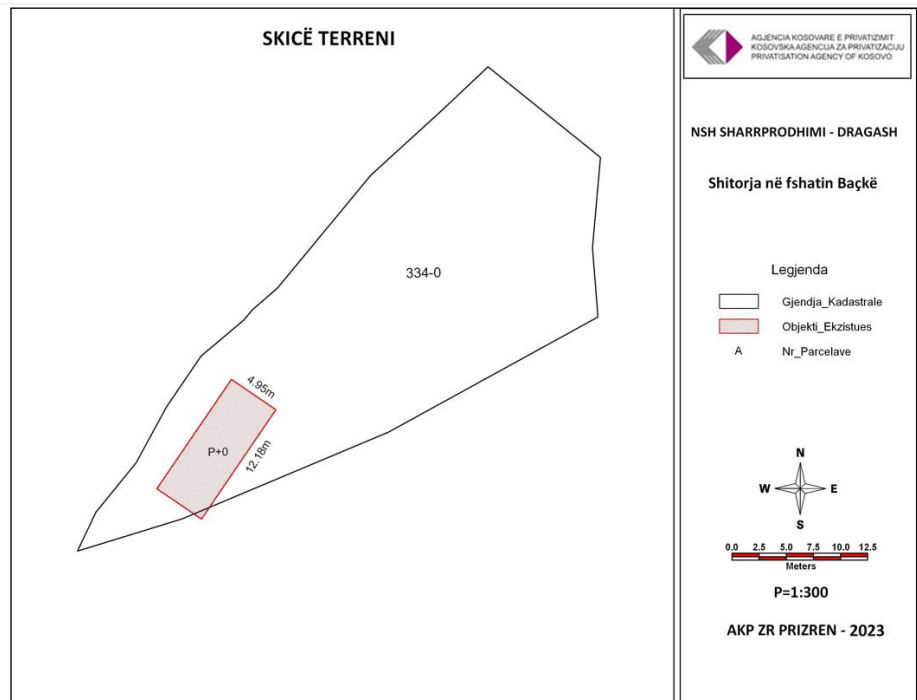 SKICË TERRENI
334-0
4.95m
12.18m
P+0
AGJENCIA KOSOVARE E PRIVATIZIMIT
KOSOVSKA AGENCIJA ZA PRIVATIZACIJU
PRIVATISATION AGENCY OF KOSOVO
NSH SHARRPRODHIMI - DRAGASH
Shitorja në fshatin Baçkë
Legjenda
Gjendja_Kadastrale
Objekti_Ekzistues
A Nr_Parcelave
N
W E
S
0.0 2.5 5.0 7.5 10.0 12.5
Meters
P=1:300
AKP ZR PRIZREN - 2023